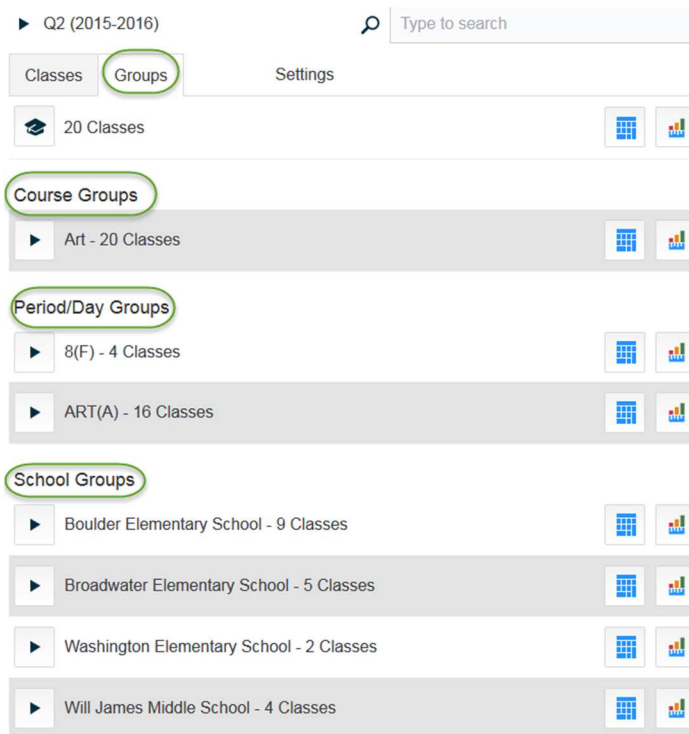 Q2 (2015-2016)
Type to search
Classes Groups Settings
20 Classes
Course Groups
Art - 20 Classes
Period/Day Groups
8(F) - 4 Classes
ART(A) - 16 Classes
School Groups
Boulder Elementary School - 9 Classes
Broadwater Elementary School - 5 Classes
Washington Elementary School - 2 Classes
Will James Middle School - 4 Classes